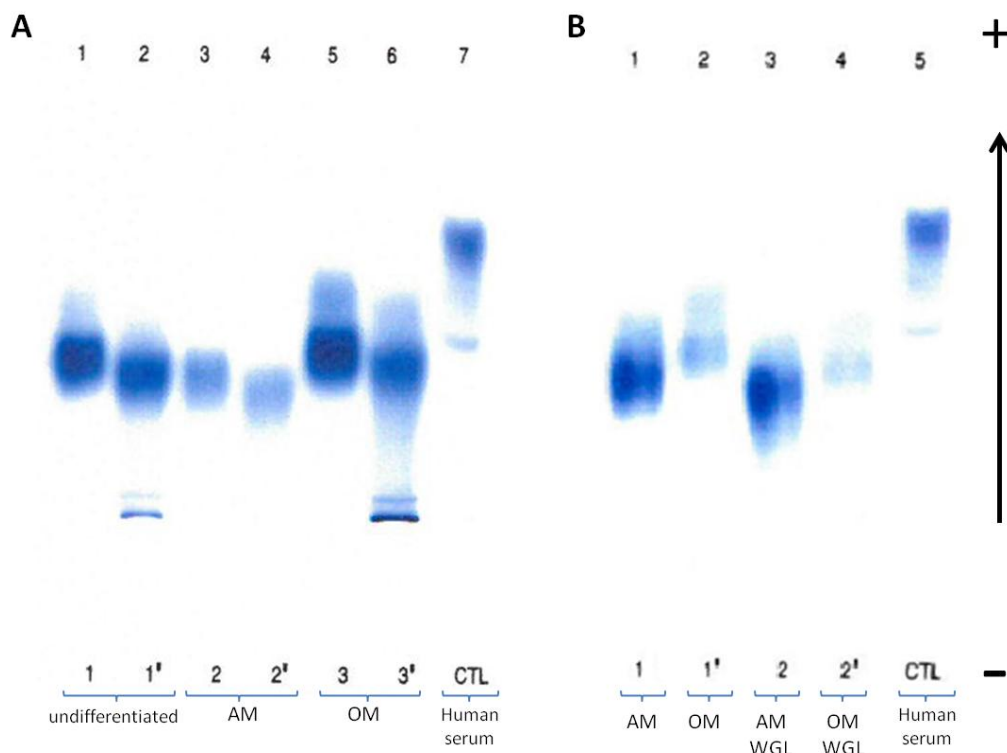 A
B
+
1 2 3 4 5 6 7
1 2 3 4 5
1 1' 2 2' 3 3' CTL
1 1' 2 2' CTL
–
undifferentiated AM OM Human serum
AM OM AM WGL OM WGL Human serum